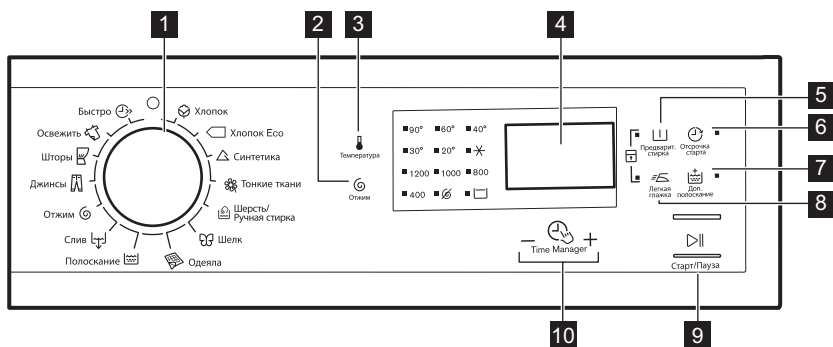 1
2
3
4
5
6
7
8
9
10
Быстро
Освежить
Шторы
Джинсы
Отжим
Слив
Полоскание
Хлопок
Хлопок Eco
Синтетика
Тонкие ткани
Шерсть/
Ручная стирка
Шелк
Одеяла
Температура
Отжим
90° 60° 40°
30° 20°
1200 1000 800
400
Time Manager
Предварит.
стирка
Отсрочка
старта
Легкая
глажка
Доп.
полоскание
Старт/Пауза